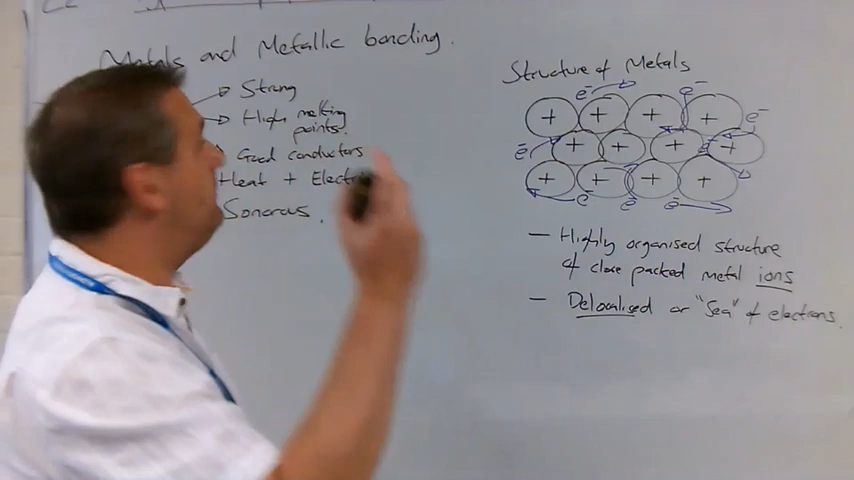 Metals and Metallic bonding.
Strong
High melting
points.
Good conductors
Heat + Electri
Sonorous.
Structure of Metals
e⁻ e⁻
+ + + + e⁻
e⁻ + + + e⁻ +
+ + + +
e⁻ e⁻ e⁻
— Highly organised structure
of close packed metal ions
— Delocalised or "Sea" of electrons.